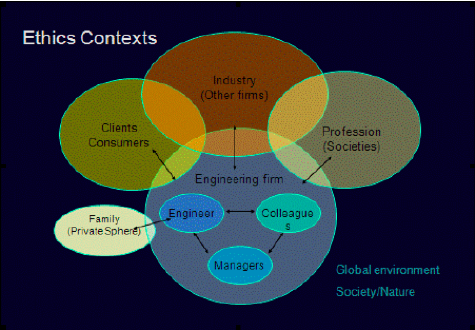 Ethics Contexts
Industry
(Other firms)
Clients
Consumers
Profession
(Societies)
Engineering firm
Family
(Private Sphere)
Engineer
Colleague
s
Managers
Global environment
Society/Nature